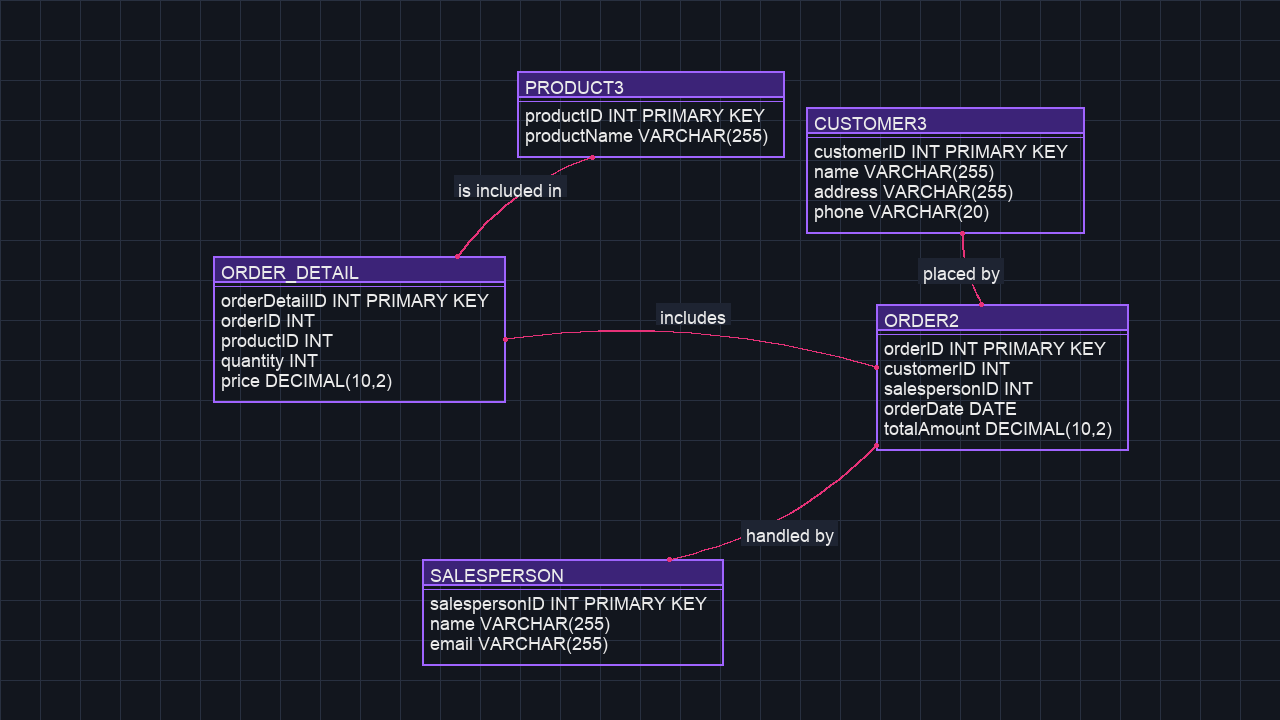 PRODUCT3
productID INT PRIMARY KEY
productName VARCHAR(255)
CUSTOMER3
customerID INT PRIMARY KEY
name VARCHAR(255)
address VARCHAR(255)
phone VARCHAR(20)
is included in
placed by
ORDER_DETAIL
orderDetailID INT PRIMARY KEY
orderID INT
productID INT
quantity INT
price DECIMAL(10,2)
includes
ORDER2
orderID INT PRIMARY KEY
customerID INT
salespersonID INT
orderDate DATE
totalAmount DECIMAL(10,2)
handled by
SALESPERSON
salespersonID INT PRIMARY KEY
name VARCHAR(255)
email VARCHAR(255)